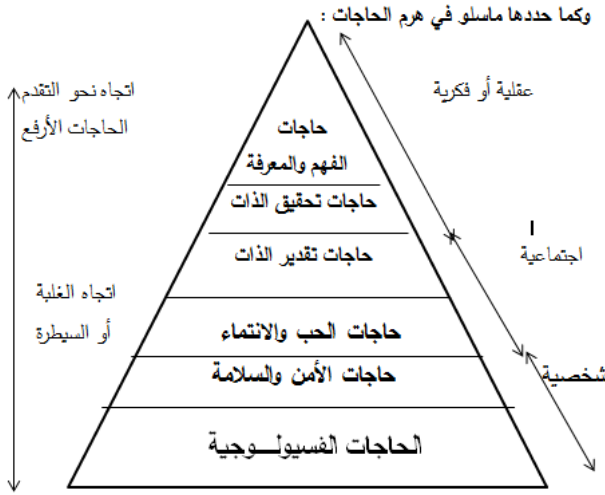 وكما حددها ماسلو في هرم الحاجات :
عقلية أو فكرية
اجتماعية
شخصية
حاجات
الفهم والمعرفة
حاجات تحقيق الذات
حاجات تقدير الذات
حاجات الحب والانتماء
حاجات الأمن والسلامة
الحاجات الفسيولـــوجية
اتجاه نحو التقدم
الحاجات الأرفع
اتجاه الغلبة
أو السيطرة